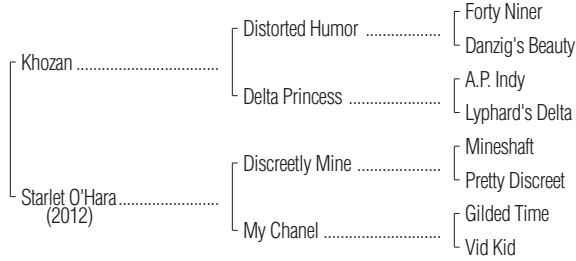 Forty Niner
Distorted Humor ..................
Danzig's Beauty
Khozan ..................................
A.P. Indy
Delta Princess ......................
Lyphard's Delta
Mineshaft
Discreetly Mine ....................
Pretty Discreet
Starlet O'Hara ........................
(2012)
Gilded Time
My Chanel ............................
Vid Kid